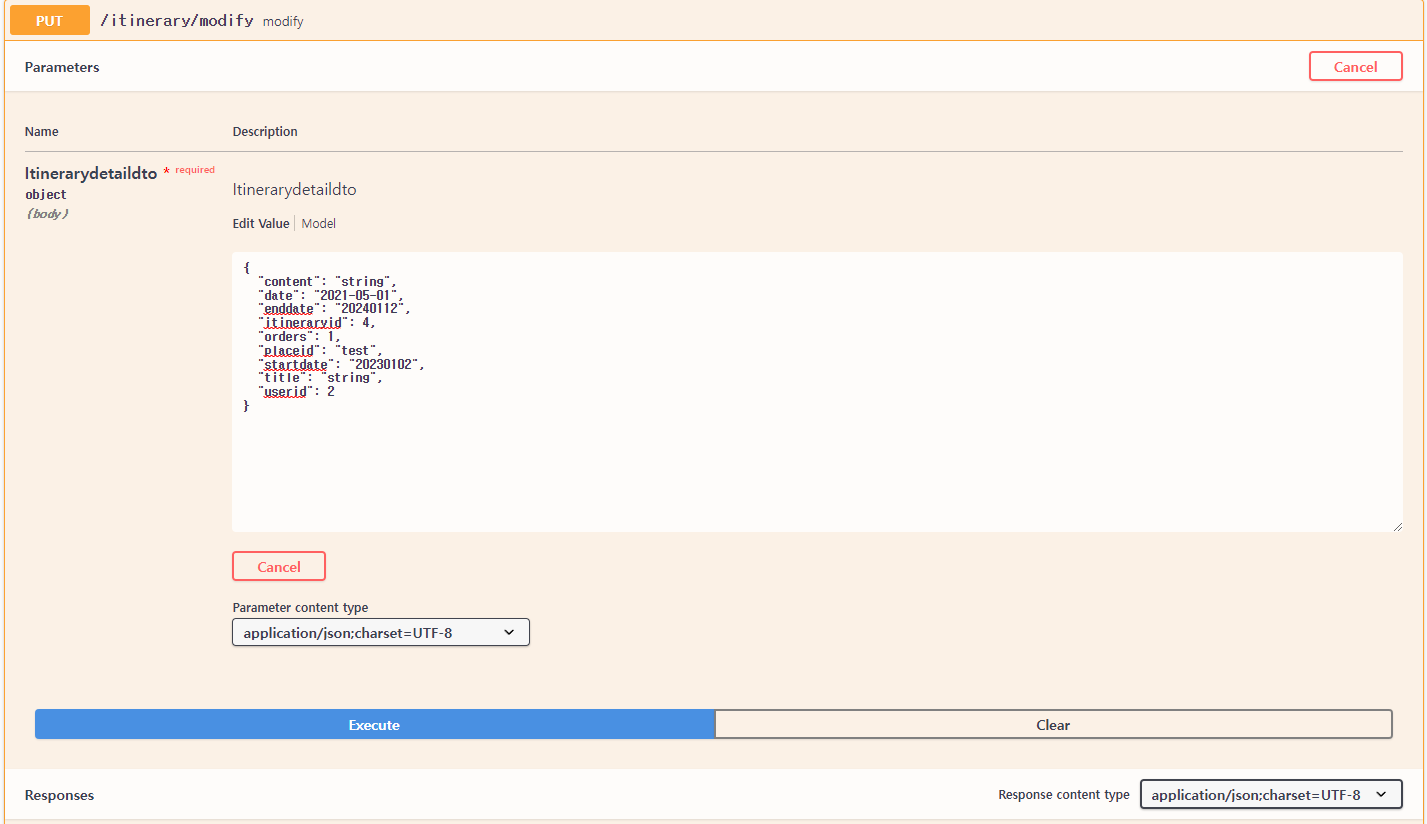 PUT /itinerary/modify modify
Parameters
Cancel
Name Description
Itinerarydetaildto * required
object
(body)
Itinerarydetaildto
Edit Value Model
{
"content": "string",
"date": "2021-05-01",
"enddate": "20240112",
"itineraryid": 4,
"orders": 1,
"placeid": "test",
"startdate": "20230102",
"title": "string",
"userid": 2
}
Cancel
Parameter content type
application/json;charset=UTF-8
Execute Clear
Responses Response content type application/json;charset=UTF-8